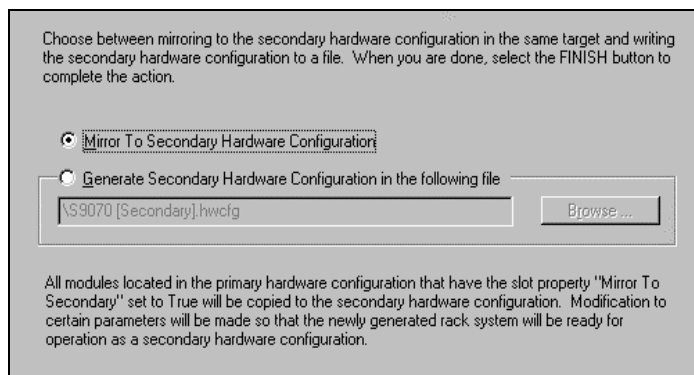 Choose between mirroring to the secondary hardware configuration in the same target and writing
the secondary hardware configuration to a file.  When you are done, select the FINISH button to
complete the action.
Mirror To Secondary Hardware Configuration
Generate Secondary Hardware Configuration in the following file
\S9070 [Secondary].hwcfg
Browse ...
All modules located in the primary hardware configuration that have the slot property "Mirror To
Secondary" set to True will be copied to the secondary hardware configuration.  Modification to
certain parameters will be made so that the newly generated rack system will be ready for
operation as a secondary hardware configuration.